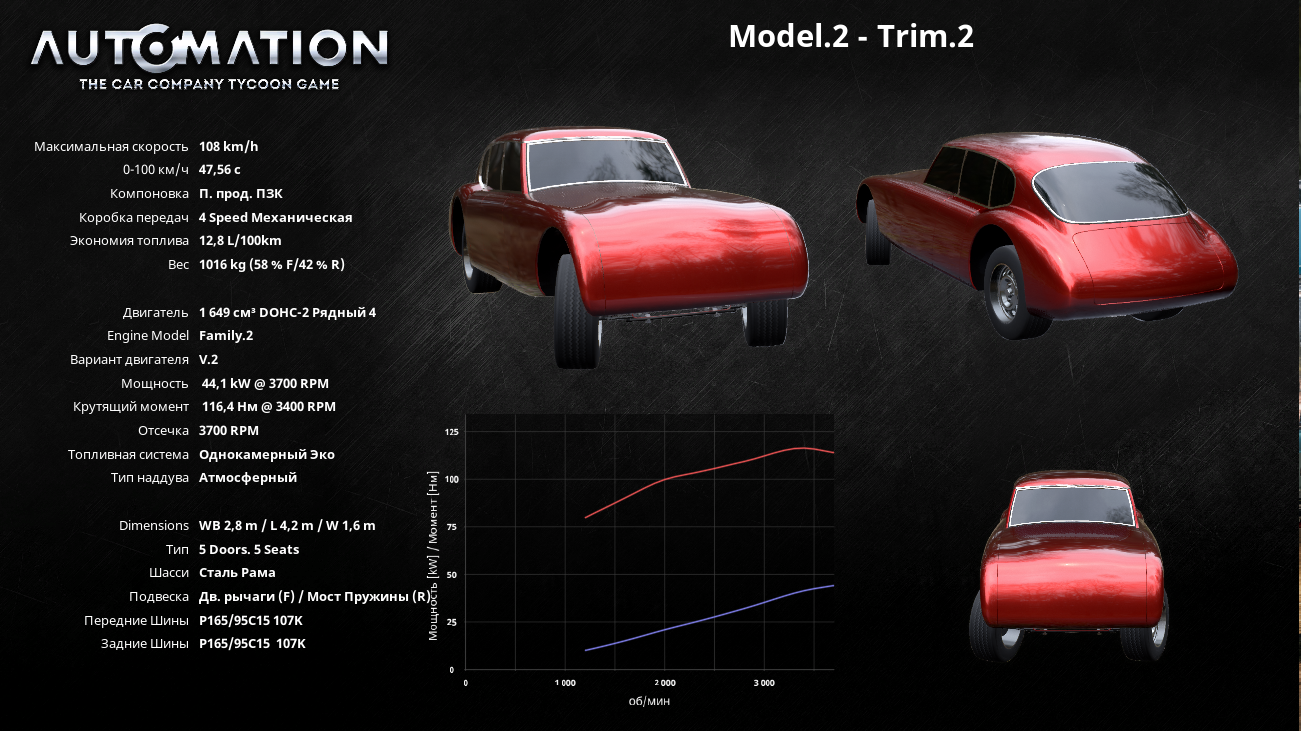 AUTOMATION
THE CAR COMPANY TYCOON GAME
Model.2 - Trim.2
Максимальная скорость 108 km/h
0-100 км/ч 47,56 с
Компоновка П. прод. ПЗК
Коробка передач 4 Speed Механическая
Экономия топлива 12,8 L/100km
Вес 1016 kg (58 % F/42 % R)
Двигатель 1 649 см³ DOHC-2 Рядный 4
Engine Model Family.2
Вариант двигателя V.2
Мощность 44,1 kW @ 3700 RPM
Крутящий момент 116,4 Нм @ 3400 RPM
Отсечка 3700 RPM
Топливная система Однокамерный Эко
Тип наддува Атмосферный
Dimensions WB 2,8 m / L 4,2 m / W 1,6 m
Тип 5 Doors. 5 Seats
Шасси Сталь Рама
Подвеска Дв. рычаги (F) / Мост Пружины (R)
Передние Шины P165/95C15 107K
Задние Шины P165/95C15 107K
Мощность [kW] / Момент [Нм]
125
100
75
50
25
0
0 1 000 2 000 3 000
об/мин